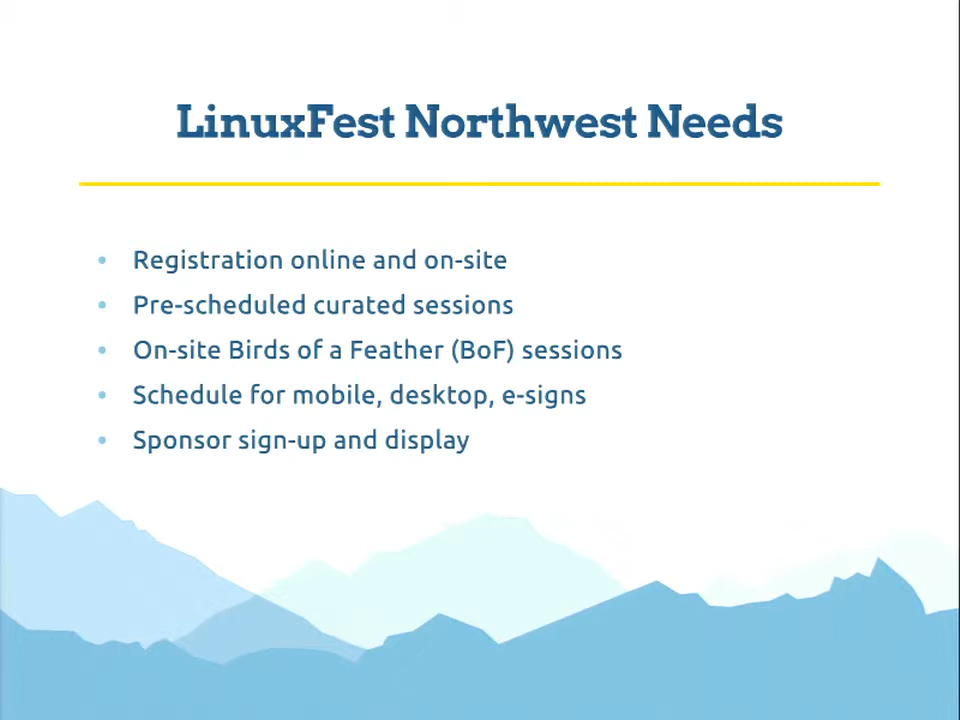 LinuxFest Northwest Needs
• Registration online and on-site
• Pre-scheduled curated sessions
• On-site Birds of a Feather (BoF) sessions
• Schedule for mobile, desktop, e-signs
• Sponsor sign-up and display